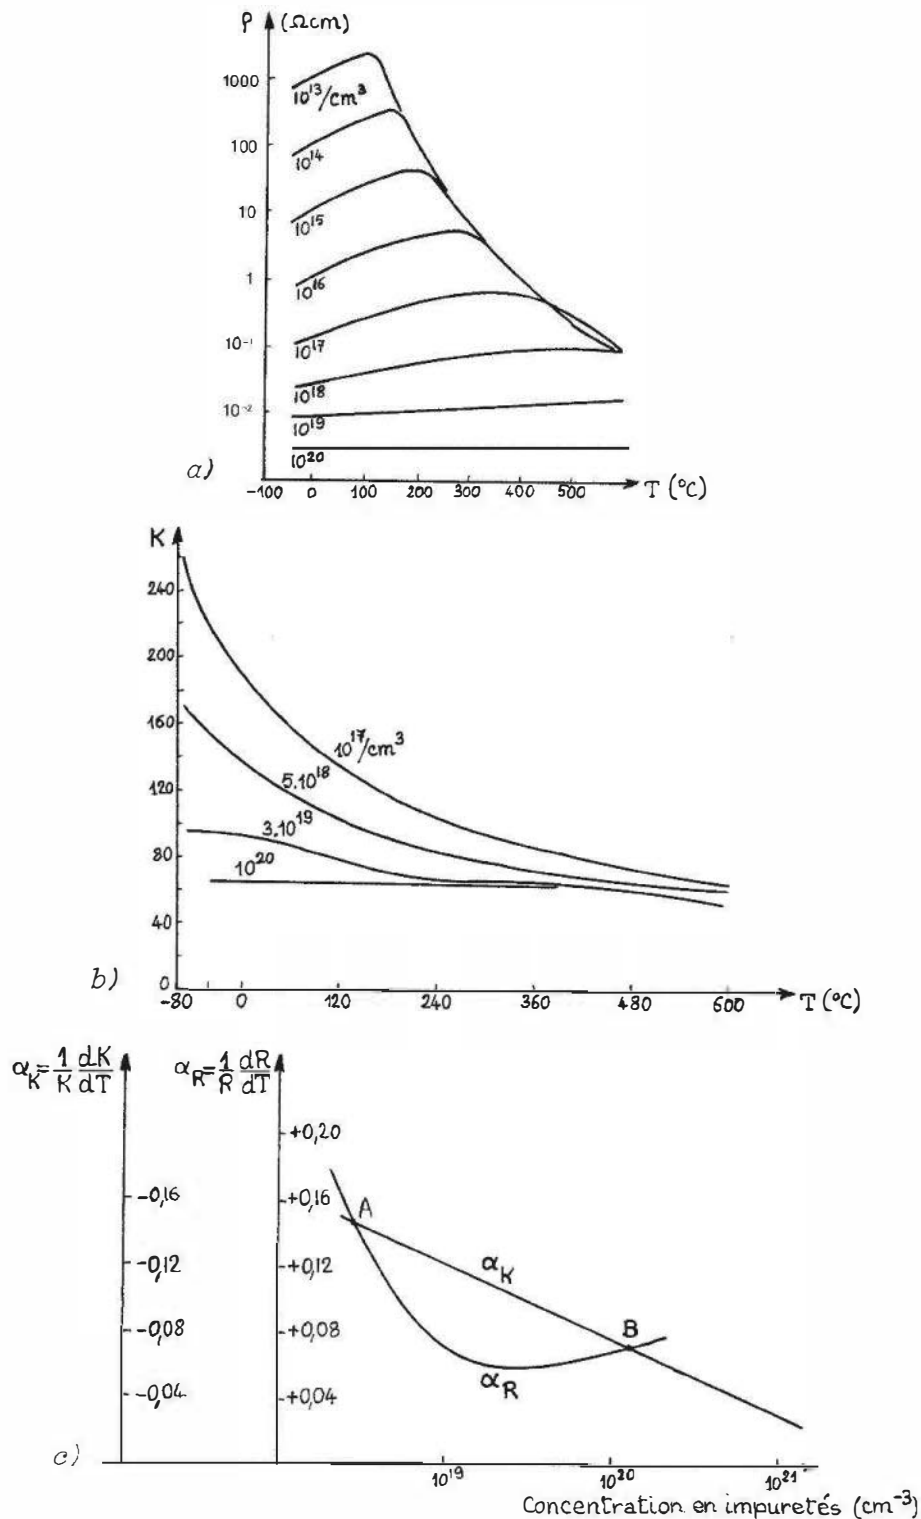 ρ (Ωcm)
1000
100
10
1
10⁻¹
10⁻²
10¹³/cm³
10¹⁴
10¹⁵
10¹⁶
10¹⁷
10¹⁸
10¹⁹
10²⁰
a)
-100 0 100 200 300 400 500 T (°C)
K
240
200
160
120
80
40
0
10¹⁷/cm³
5.10¹⁸
3.10¹⁹
10²⁰
b)
-80 0 120 240 360 480 600 T (°C)
α_K = 1/K dK/dT α_R = 1/R dR/dT
+0,20
-0,16 +0,16
-0,12 +0,12
-0,08 +0,08
-0,04 +0,04
A
α_K
B
α_R
c)
10¹⁹ 10²⁰ 10²¹
Concentration en impuretés (cm⁻³)